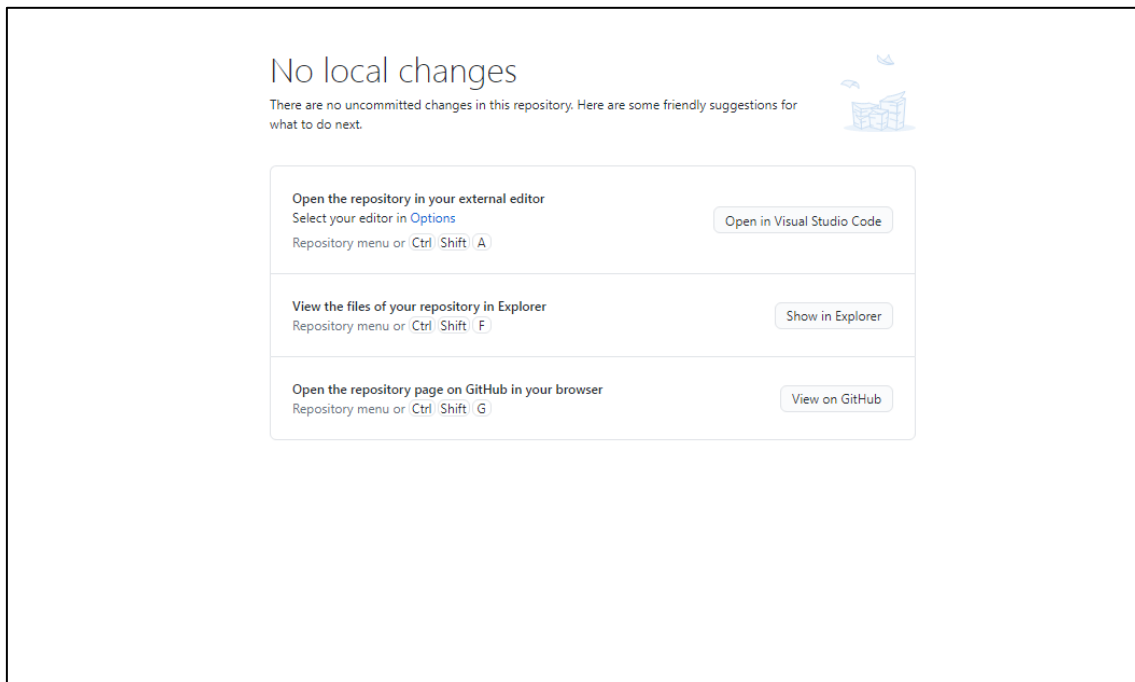 No local changes
There are no uncommitted changes in this repository. Here are some friendly suggestions for
what to do next.
Open the repository in your external editor
Select your editor in Options
Repository menu or Ctrl Shift A
Open in Visual Studio Code
View the files of your repository in Explorer
Repository menu or Ctrl Shift F
Show in Explorer
Open the repository page on GitHub in your browser
Repository menu or Ctrl Shift G
View on GitHub